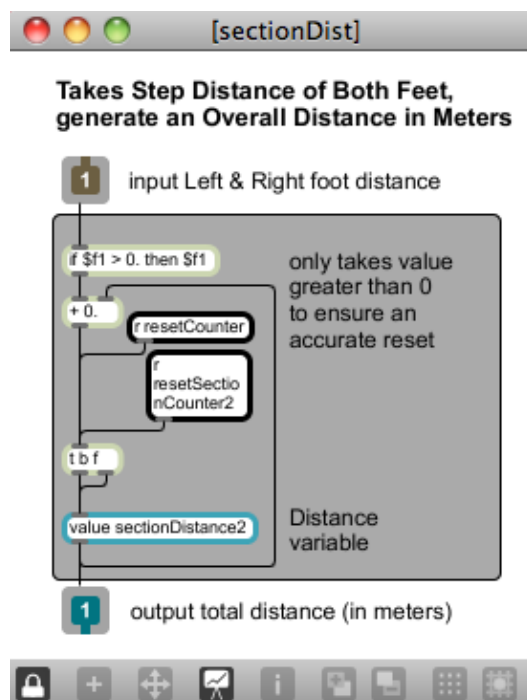 [sectionDist]
Takes Step Distance of Both Feet,
generate an Overall Distance in Meters
1
input Left & Right foot distance
if $f1 > 0. then $f1
only takes value
greater than 0
to ensure an
accurate reset
+ 0.
r resetCounter
r
resetSectio
nCounter2
t b f
value sectionDistance2
Distance
variable
1
output total distance (in meters)
i